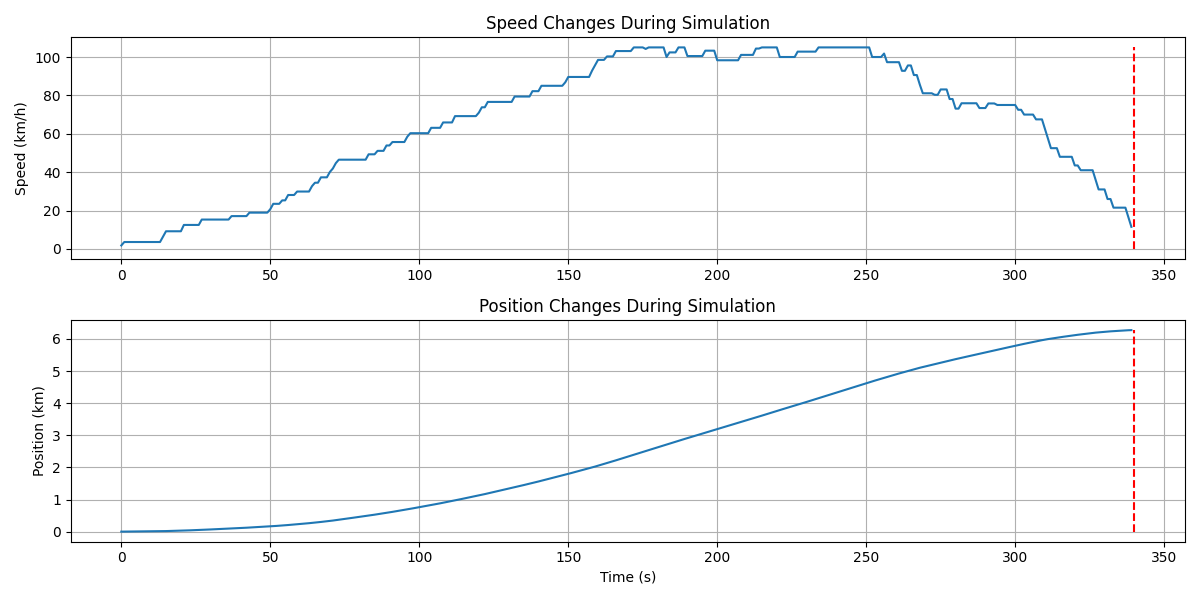 Speed Changes During Simulation
Speed (km/h)
100
80
60
40
20
0
0 50 100 150 200 250 300 350
Position Changes During Simulation
Position (km)
6
5
4
3
2
1
0
0 50 100 150 200 250 300 350
Time (s)